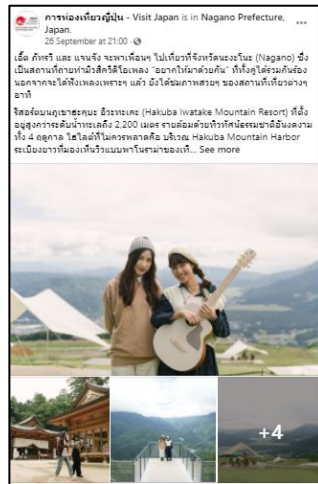 การท่องเที่ยวญี่ปุ่น - Visit Japan is in Nagano Prefecture,
Japan.
26 September at 21:00 ·
เอิ๊ต ภัทรวี และ แจนจัง จะพาเพื่อนๆ ไปเที่ยวที่จังหวัดนะงะโนะ (Nagano) ซึ่ง
เป็นสถานที่ถ่ายทำมิวสิควิดีโอเพลง "อยากให้มาด้วยกัน" ที่ทั้งคู่ได้ร่วมกันร้อง
นอกจากจะได้ฟังเพลงเพราะๆ แล้ว ยังได้ชมภาพสวยๆ ของสถานที่เที่ยวต่างๆ
อาทิ
รีสอร์ตบนภูเขาฮะคุบะ อิวะทะเคะ (Hakuba Iwatake Mountain Resort) ที่ตั้ง
อยู่สูงกว่าระดับน้ำทะเลถึง 2,200 เมตร รายล้อมด้วยทิวทัศน์ธรรมชาติอันงดงาม
ทั้ง 4 ฤดูกาล ไฮไลต์ที่ไม่ควรพลาดคือ บริเวณ Hakuba Mountain Harbor
ระเบียงยาวที่มองเห็นวิวแบบพาโนราม่าของเทื... See more
+4